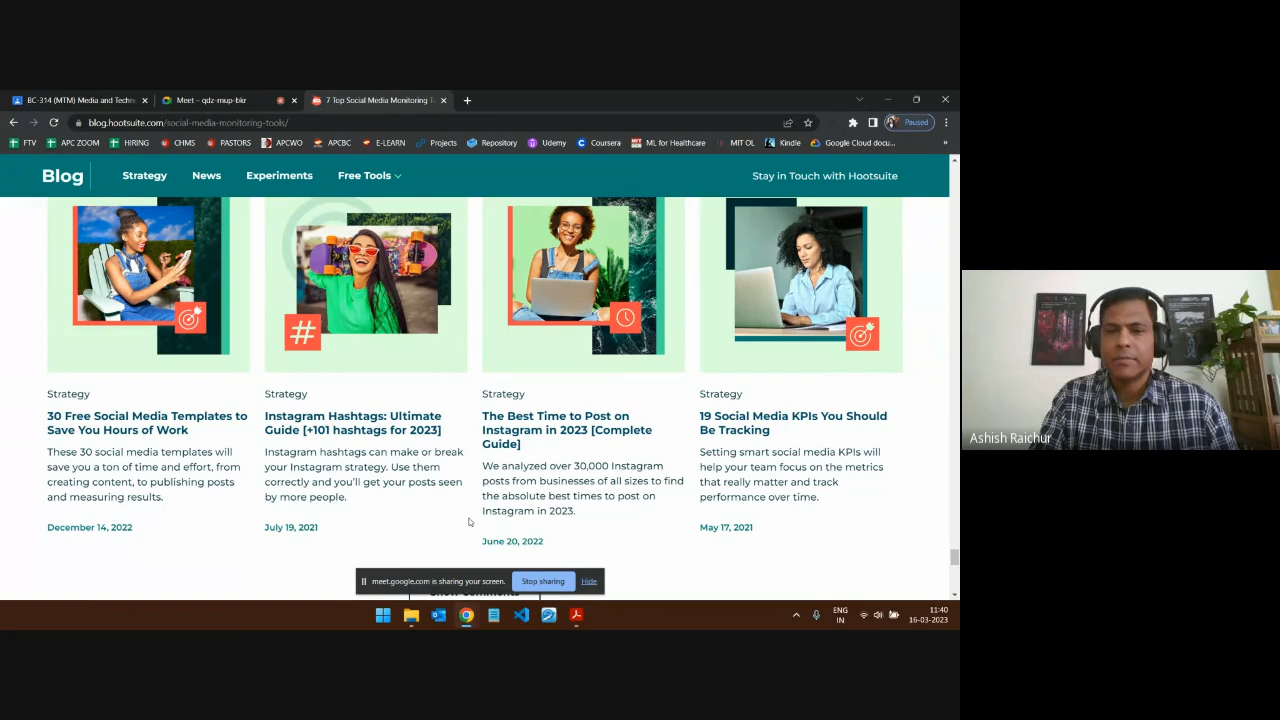 BC-314 (MTM) Media and Techn
Meet – qdz-mup-bkr
7 Top Social Media Monitoring T
blog.hootsuite.com/social-media-monitoring-tools/
Paused
FTV
APC ZOOM
HIRING
CHMS
PASTORS
APCWO
APCBC
E-LEARN
Projects
Repository
Udemy
Coursera
ML for Healthcare
MIT OL
Kindle
Google Cloud docu...
Blog
Strategy
News
Experiments
Free Tools
Stay in Touch with Hootsuite
Strategy
30 Free Social Media Templates to
Save You Hours of Work
These 30 social media templates will
save you a ton of time and effort, from
creating content, to publishing posts
and measuring results.
December 14, 2022
#
Strategy
Instagram Hashtags: Ultimate
Guide [+101 hashtags for 2023]
Instagram hashtags can make or break
your Instagram strategy. Use them
correctly and you'll get your posts seen
by more people.
July 19, 2021
Strategy
The Best Time to Post on
Instagram in 2023 [Complete
Guide]
We analyzed over 30,000 Instagram
posts from businesses of all sizes to find
the absolute best times to post on
Instagram in 2023.
June 20, 2022
Strategy
19 Social Media KPIs You Should
Be Tracking
Setting smart social media KPIs will
help your team focus on the metrics
that really matter and track
performance over time.
May 17, 2021
meet.google.com is sharing your screen.
Stop sharing
Hide
ENG
IN
11:40
16-03-2023
Ashish Raichur